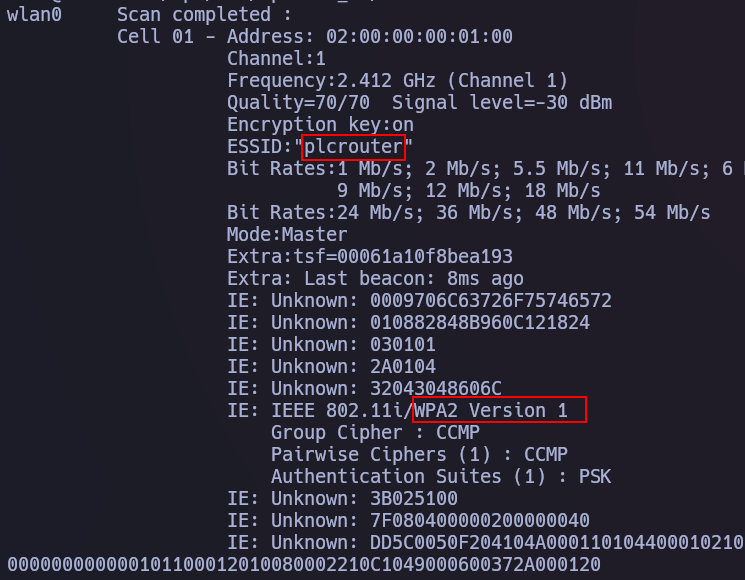 wlan0     Scan completed :
          Cell 01 - Address: 02:00:00:00:01:00
                    Channel:1
                    Frequency:2.412 GHz (Channel 1)
                    Quality=70/70  Signal level=-30 dBm
                    Encryption key:on
                    ESSID:"plcrouter"
                    Bit Rates:1 Mb/s; 2 Mb/s; 5.5 Mb/s; 11 Mb/s; 6
                              9 Mb/s; 12 Mb/s; 18 Mb/s
                    Bit Rates:24 Mb/s; 36 Mb/s; 48 Mb/s; 54 Mb/s
                    Mode:Master
                    Extra:tsf=00061a10f8bea193
                    Extra: Last beacon: 8ms ago
                    IE: Unknown: 0009706C63726F75746572
                    IE: Unknown: 010882848B960C121824
                    IE: Unknown: 030101
                    IE: Unknown: 2A0104
                    IE: Unknown: 32043048606C
                    IE: IEEE 802.11i/WPA2 Version 1
                        Group Cipher : CCMP
                        Pairwise Ciphers (1) : CCMP
                        Authentication Suites (1) : PSK
                    IE: Unknown: 3B025100
                    IE: Unknown: 7F080400000200000040
                    IE: Unknown: DD5C0050F204104A000110104400010210
0000000000000101100012010080002210C1049000600372A000120